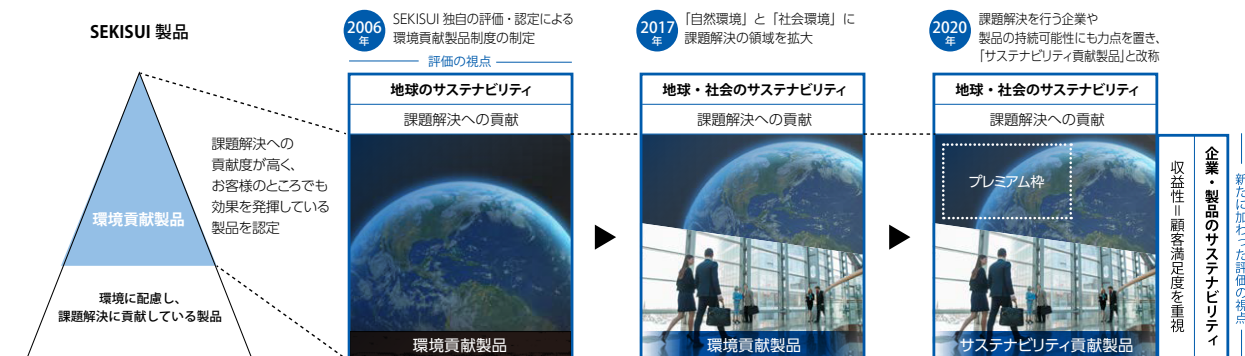 SEKISUI 製品
環境貢献製品
環境に配慮し、
課題解決に貢献している製品
課題解決への
貢献度が高く、
お客様のところでも
効果を発揮している
製品を認定
2006
年
SEKISUI 独自の評価・認定による
環境貢献製品制度の制定
評価の視点
地球のサステナビリティ
課題解決への貢献
環境貢献製品
2017
年
「自然環境」と「社会環境」に
課題解決の領域を拡大
地球・社会のサステナビリティ
課題解決への貢献
環境貢献製品
2020
年
課題解決を行う企業や
製品の持続可能性にも力点を置き、
「サステナビリティ貢献製品」と改称
地球・社会のサステナビリティ
課題解決への貢献
プレミアム枠
サステナビリティ貢献製品
新たに加わった評価の視点
企業・製品のサステナビリティ
収益性＝顧客満足度を重視